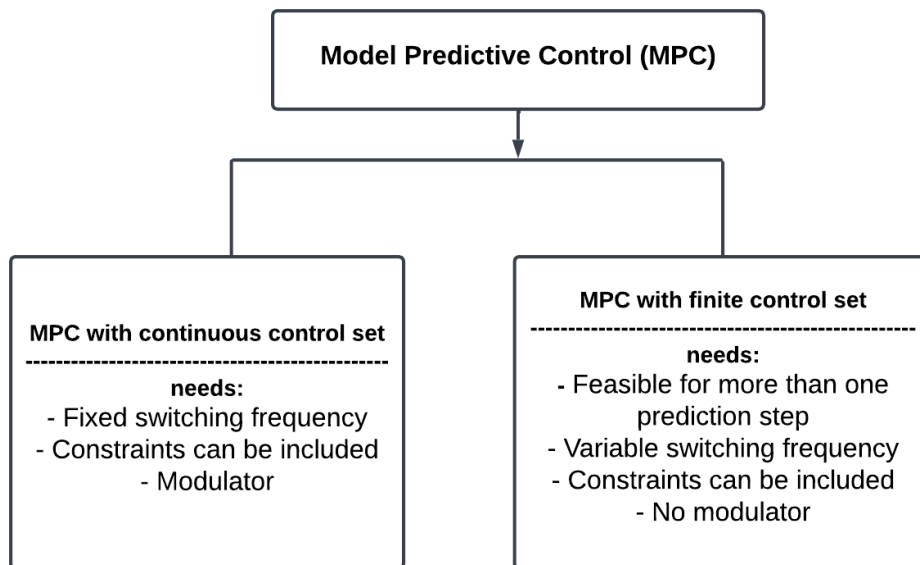 Model Predictive Control (MPC)
MPC with continuous control set
needs:
- Fixed switching frequency
- Constraints can be included
- Modulator
MPC with finite control set
needs:
- Feasible for more than one
prediction step
- Variable switching frequency
- Constraints can be included
- No modulator